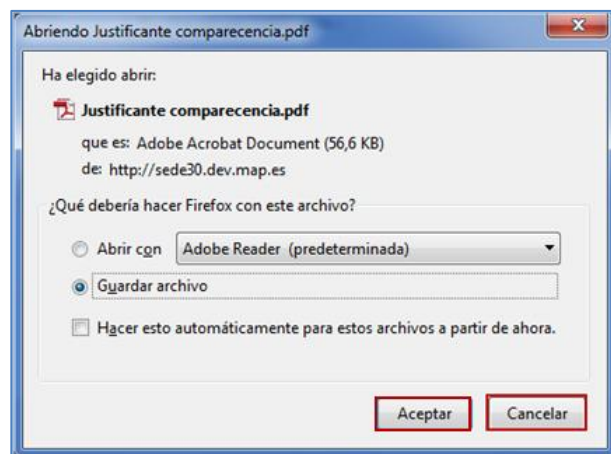 Abriendo Justificante comparecencia.pdf
Ha elegido abrir:
Justificante comparecencia.pdf
que es: Adobe Acrobat Document (56,6 KB)
de: http://sede30.dev.map.es
¿Qué debería hacer Firefox con este archivo?
Abrir con Adobe Reader (predeterminada)
Guardar archivo
Hacer esto automáticamente para estos archivos a partir de ahora.
Aceptar Cancelar